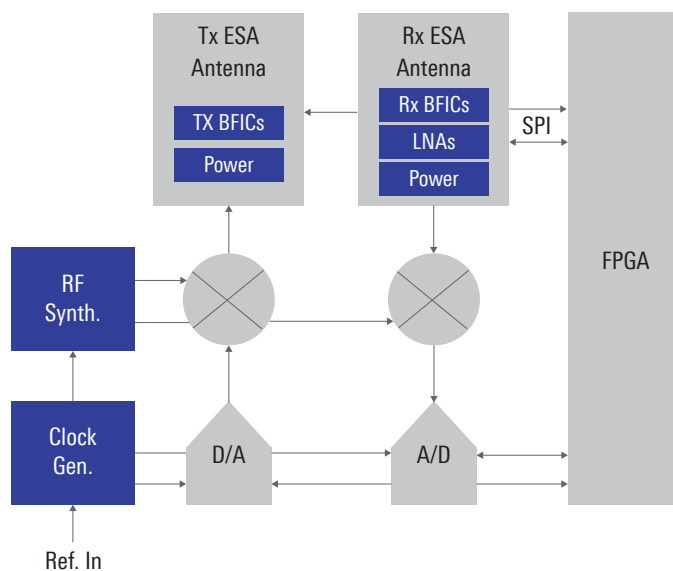 Tx ESA
Antenna
TX BFICs
Power
Rx ESA
Antenna
Rx BFICs
LNAs
Power
SPI
FPGA
RF
Synth.
Clock
Gen.
D/A
A/D
Ref. In